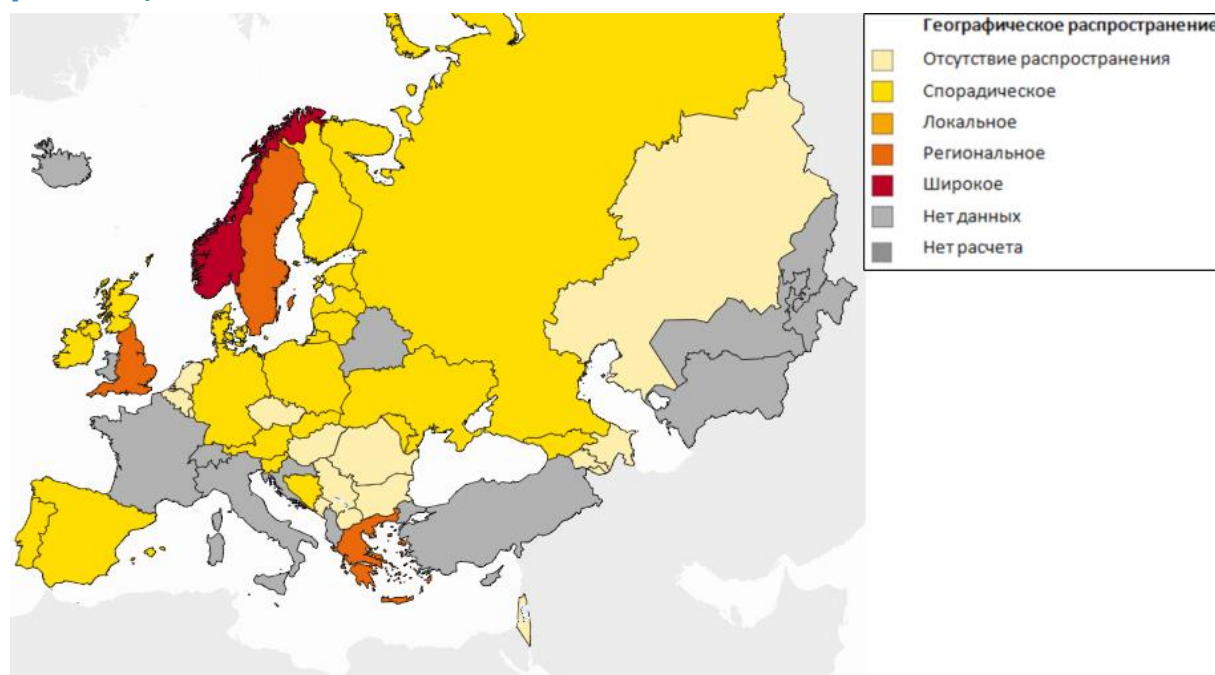 Географическое распространение
Отсутствие распространения
Спорадическое
Локальное
Региональное
Широкое
Нет данных
Нет расчета